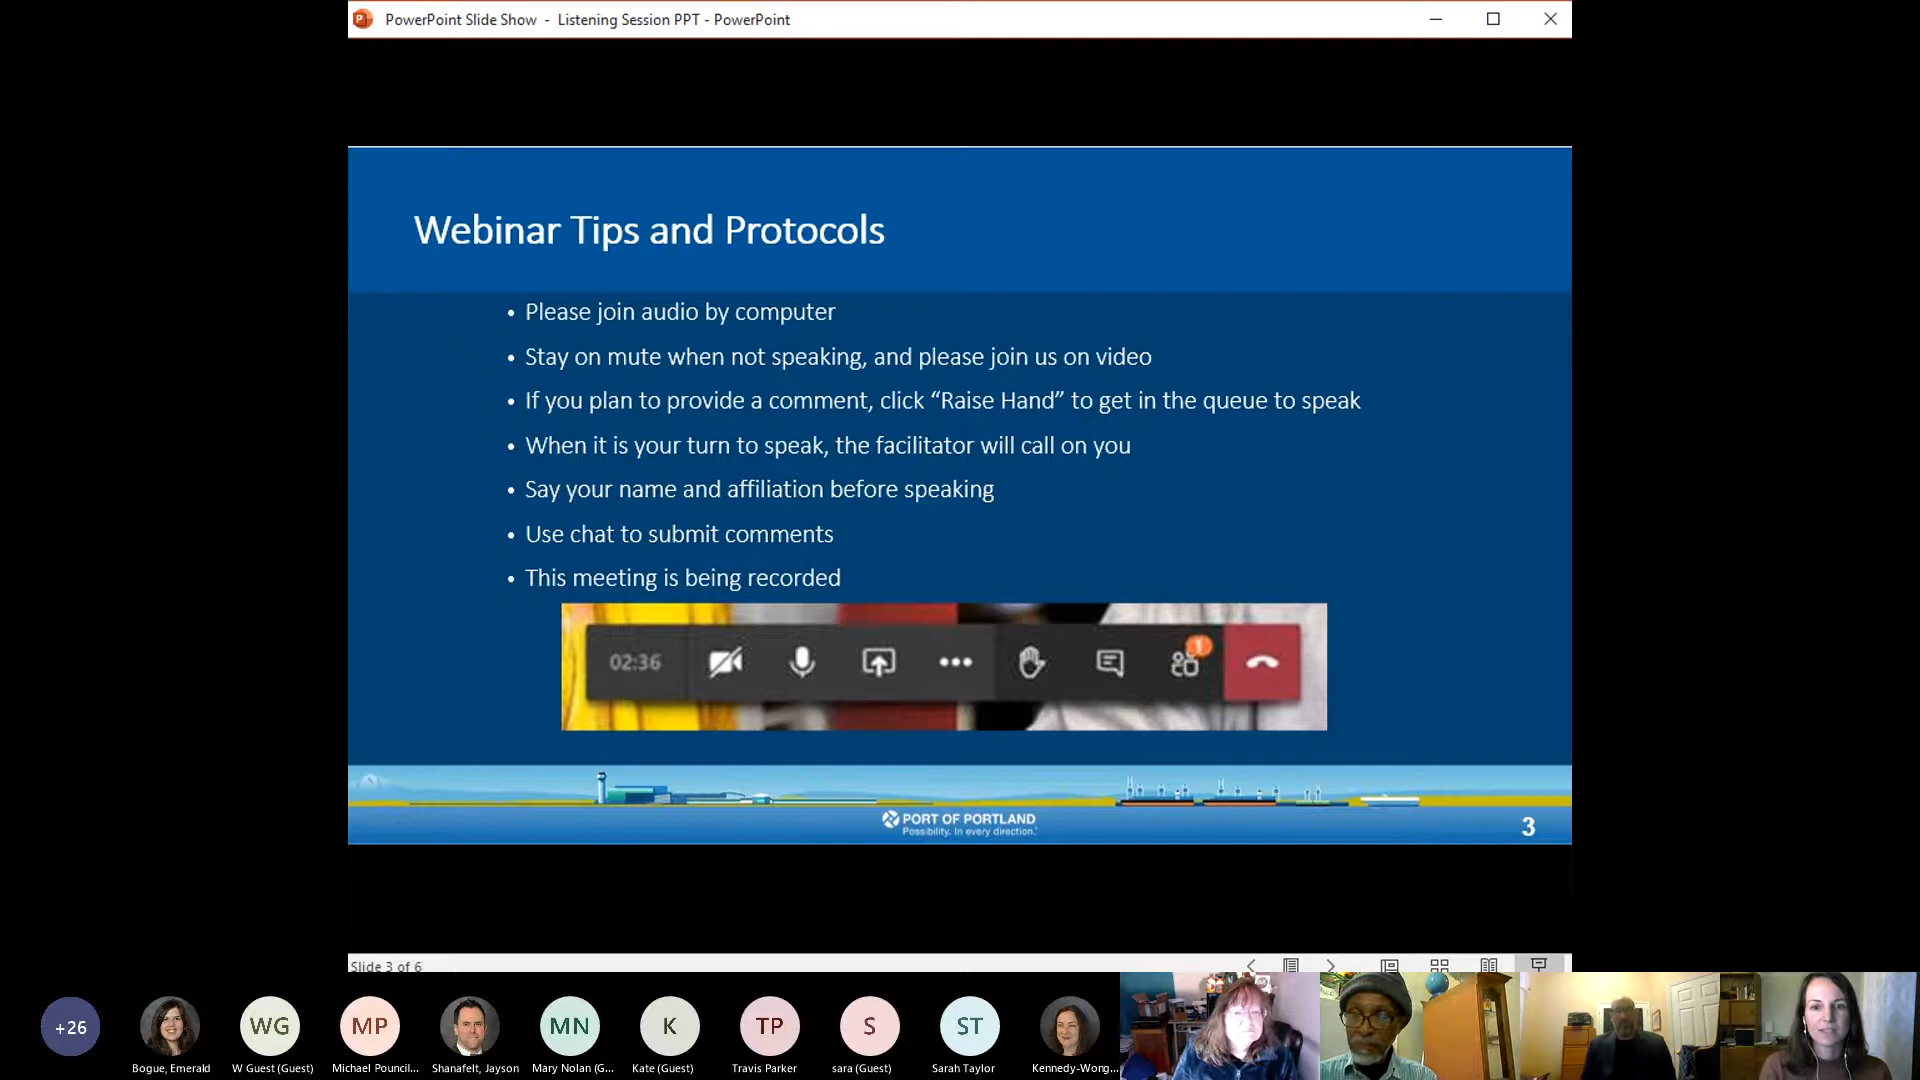 PowerPoint Slide Show - Listening Session PPT - PowerPoint
Webinar Tips and Protocols
• Please join audio by computer
• Stay on mute when not speaking, and please join us on video
• If you plan to provide a comment, click “Raise Hand” to get in the queue to speak
• When it is your turn to speak, the facilitator will call on you
• Say your name and affiliation before speaking
• Use chat to submit comments
• This meeting is being recorded
02:36
1
PORT OF PORTLAND
Possibility. In every direction.
3
Slide 3 of 6
+26
WG
MP
MN
K
TP
S
ST
Bogue, Emerald
W Guest (Guest)
Michael Pouncil...
Shanafelt, Jayson
Mary Nolan (G...
Kate (Guest)
Travis Parker
sara (Guest)
Sarah Taylor
Kennedy-Wong...